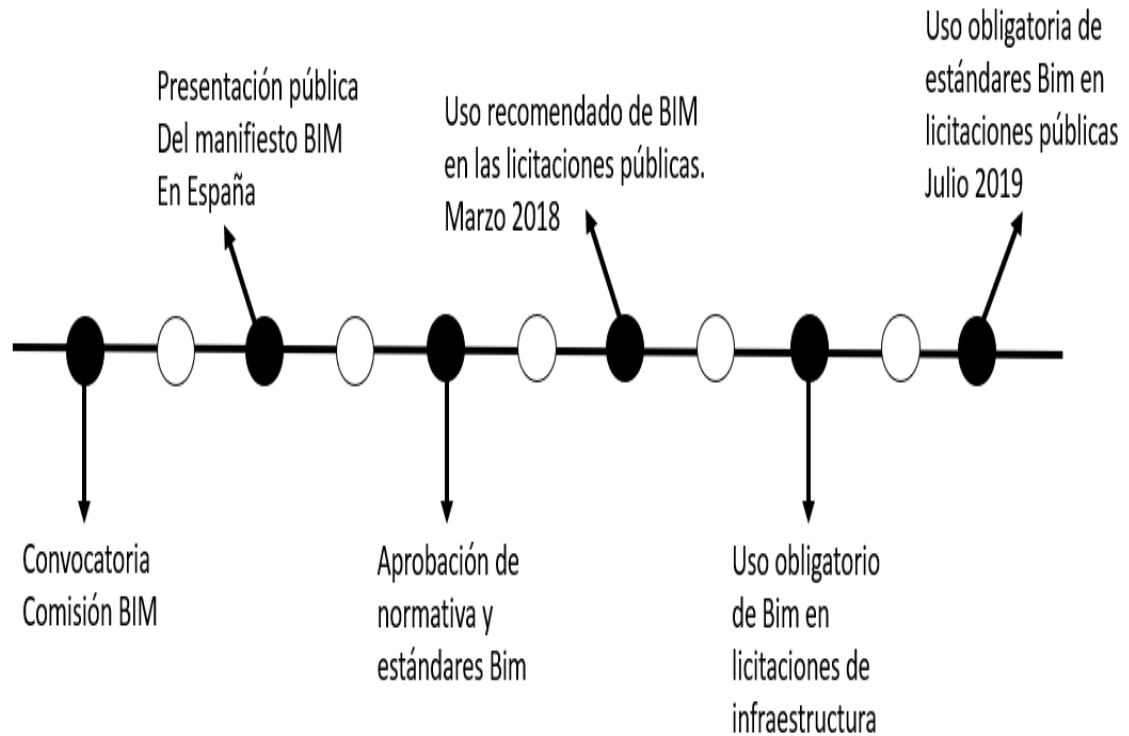 Presentación pública
Del manifiesto BIM
En España
Uso recomendado de BIM
en las licitaciones públicas.
Marzo 2018
Uso obligatoria de
estándares Bim en
licitaciones públicas
Julio 2019
Convocatoria
Comisión BIM
Aprobación de
normativa y
estándares Bim
Uso obligatorio
de Bim en
licitaciones de
infraestructura